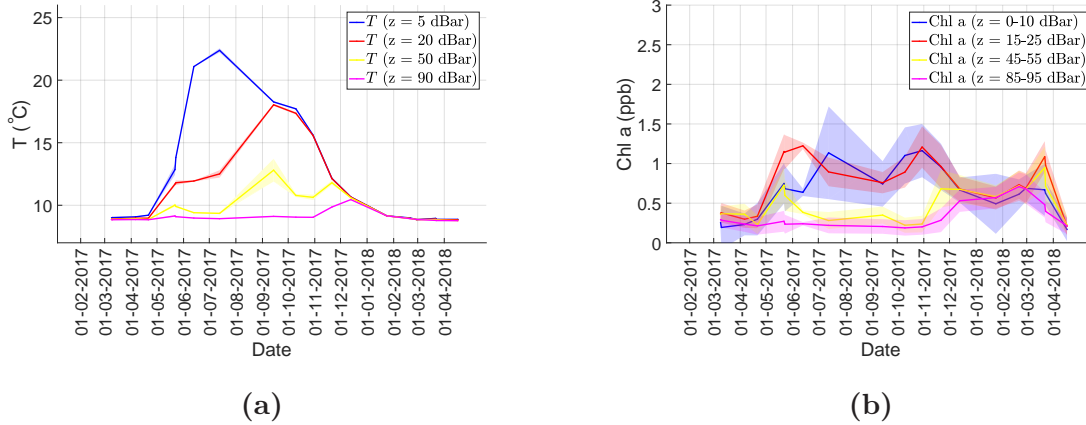 25
20
15
10
T (°C)
T (z = 5 dBar)
T (z = 20 dBar)
T (z = 50 dBar)
T (z = 90 dBar)
01-02-2017
01-03-2017
01-04-2017
01-05-2017
01-06-2017
01-07-2017
01-08-2017
01-09-2017
01-10-2017
01-11-2017
01-12-2017
01-01-2018
01-02-2018
01-03-2018
01-04-2018
Date
(a)
3
2.5
2
1.5
1
0.5
0
Chl a (ppb)
Chl a (z = 0-10 dBar)
Chl a (z = 15-25 dBar)
Chl a (z = 45-55 dBar)
Chl a (z = 85-95 dBar)
01-02-2017
01-03-2017
01-04-2017
01-05-2017
01-06-2017
01-07-2017
01-08-2017
01-09-2017
01-10-2017
01-11-2017
01-12-2017
01-01-2018
01-02-2018
01-03-2018
01-04-2018
Date
(b)